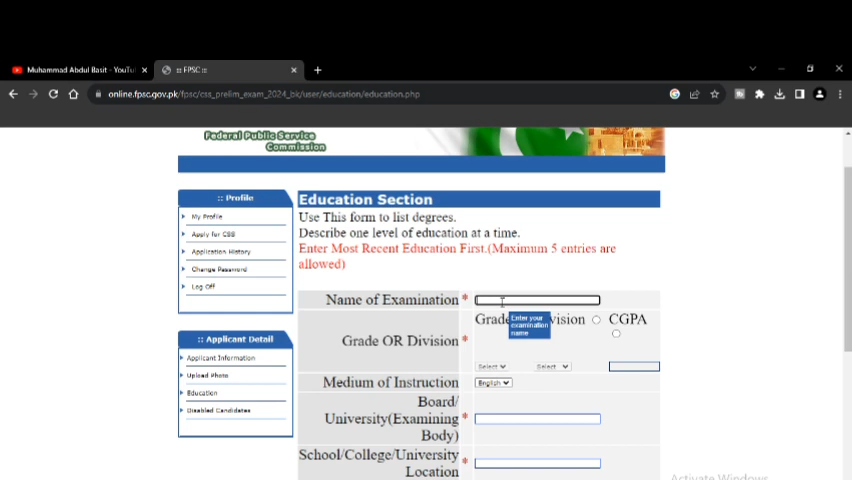 Muhammad Abdul Basit - YouTu
::: FPSC :::
online.fpsc.gov.pk/fpsc/css_prelim_exam_2024_bk/user/education/education.php
Federal Public Service
Commission
:: Profile
My Profile
Apply for CSS
Application History
Change Password
Log Off
:: Applicant Detail
Applicant Information
Upload Photo
Education
Disabled Candidates
Education Section
Use This form to list degrees.
Describe one level of education at a time.
Enter Most Recent Education First.(Maximum 5 entries are
allowed)
Name of Examination *
Enter your
examination
name
Grade OR Division *
Grade
vision
CGPA
Select
Select
Medium of Instruction
English
Board/
University(Examining *
Body)
School/College/University *
Location
Activate Windows